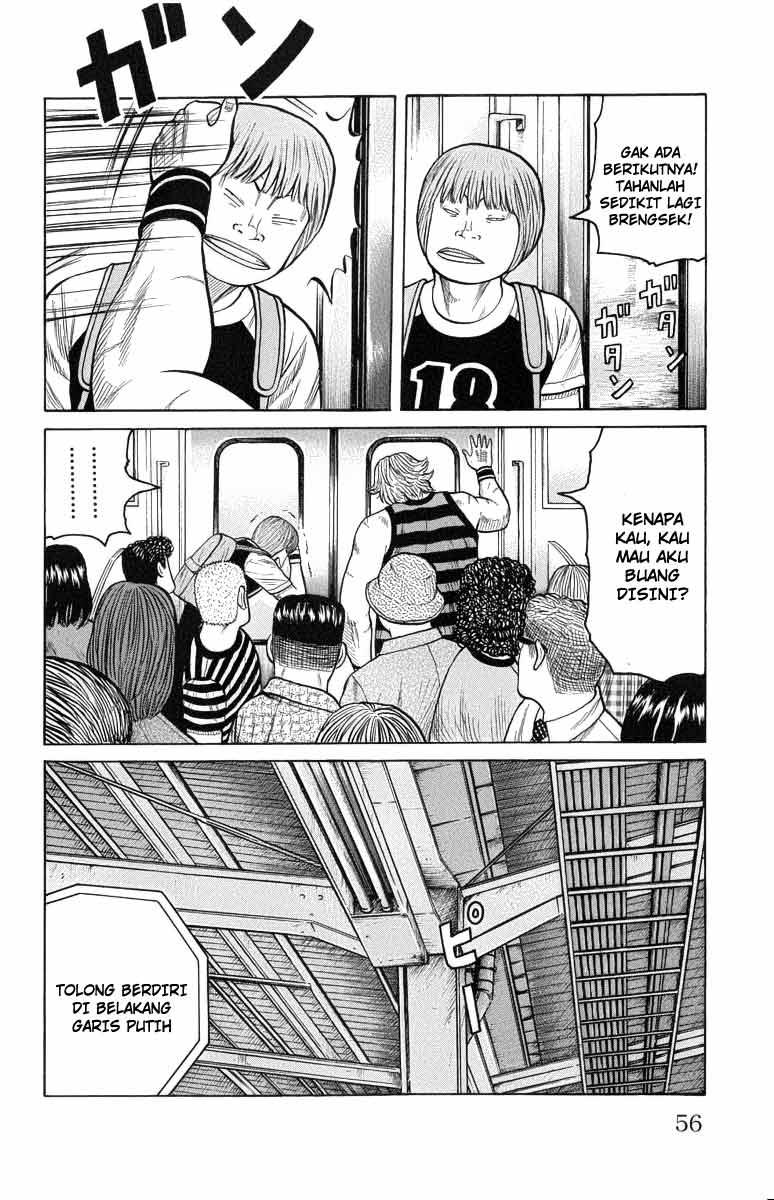 ガン
GAK ADA
BERIKUTNYA!
TAHANLAH
SEDIKIT LAGI
BRENGSEK!
ガタン
ガタン
18
KENAPA
KAU, KAU
MAU AKU
BUANG
DISINI?
TOLONG BERDIRI
DI BELAKANG
GARIS PUTIH
56